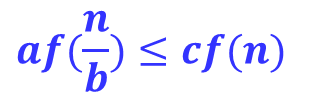 af(n/b) ≤ cf(n)